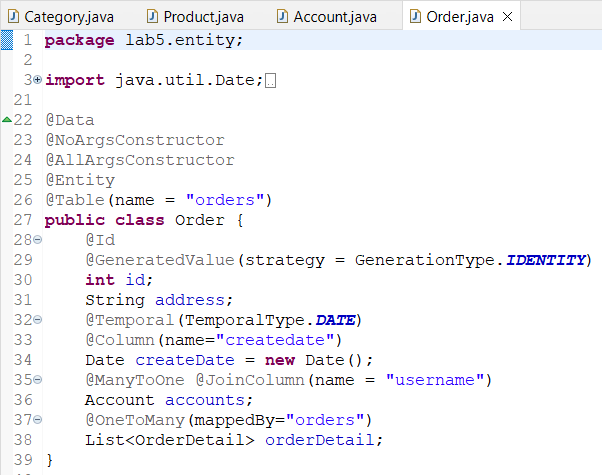 Category.java Product.java Account.java Order.java
1 package lab5.entity;
2
3 import java.util.Date;
21
22 @Data
23 @NoArgsConstructor
24 @AllArgsConstructor
25 @Entity
26 @Table(name = "orders")
27 public class Order {
28 @Id
29 @GeneratedValue(strategy = GenerationType.IDENTITY)
30 int id;
31 String address;
32 @Temporal(TemporalType.DATE)
33 @Column(name="createdate")
34 Date createDate = new Date();
35 @ManyToOne @JoinColumn(name = "username")
36 Account accounts;
37 @OneToMany(mappedBy="orders")
38 List<OrderDetail> orderDetail;
39 }